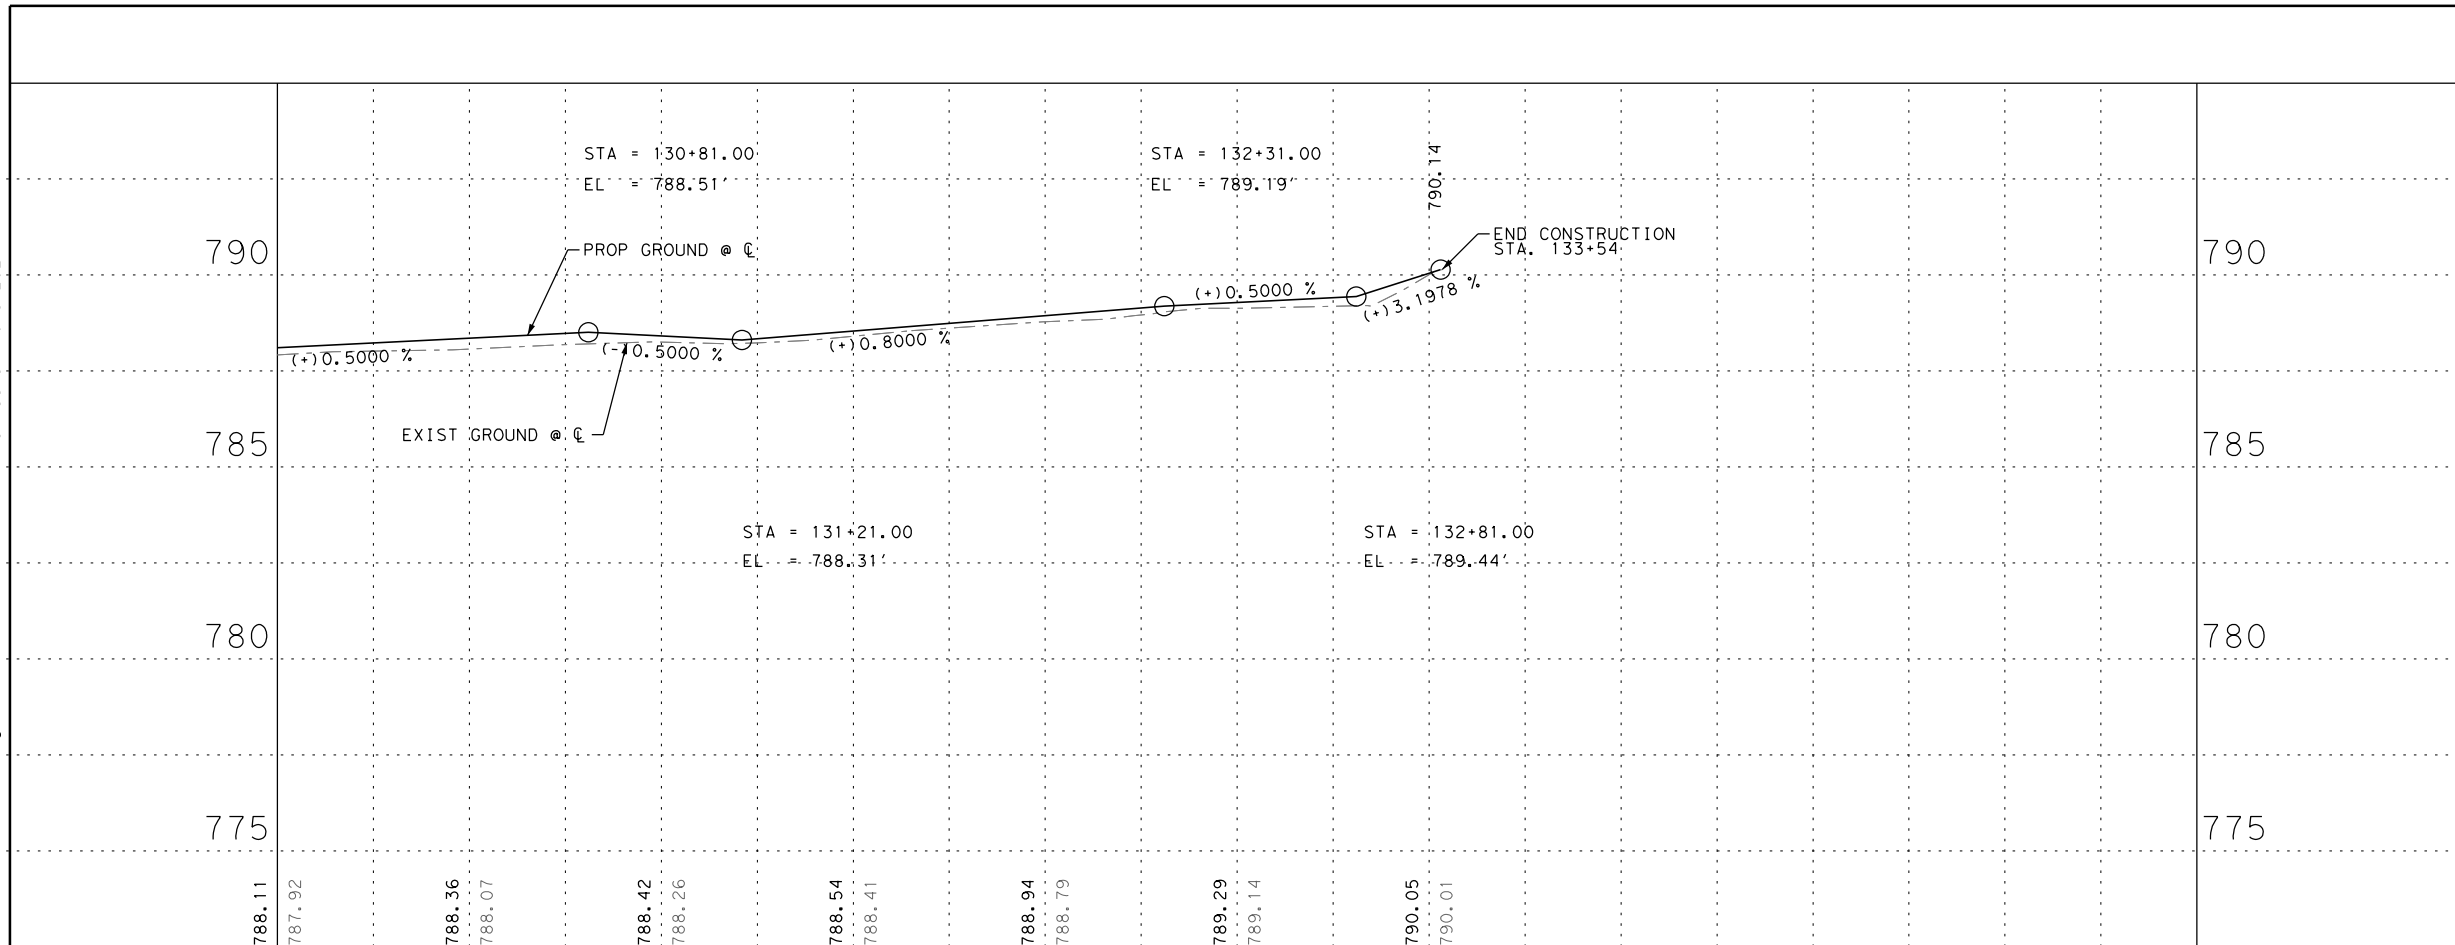 STA = 130+81.00
EL = 788.51'
STA = 132+31.00
EL = 789.19'
790.14
790
PROP GROUND @ ℄
END CONSTRUCTION
STA. 133+54
790
(+)0.5000 %
(-)0.5000 %
(+)0.8000 %
(+)0.5000 %
(+)3.1978 %
785
EXIST GROUND @ ℄
785
STA = 131+21.00
EL = 788.31'
STA = 132+81.00
EL = 789.44'
780
780
775
775
788.11
787.92
788.36
788.07
788.42
788.26
788.54
788.41
788.94
788.79
789.29
789.14
790.05
790.01